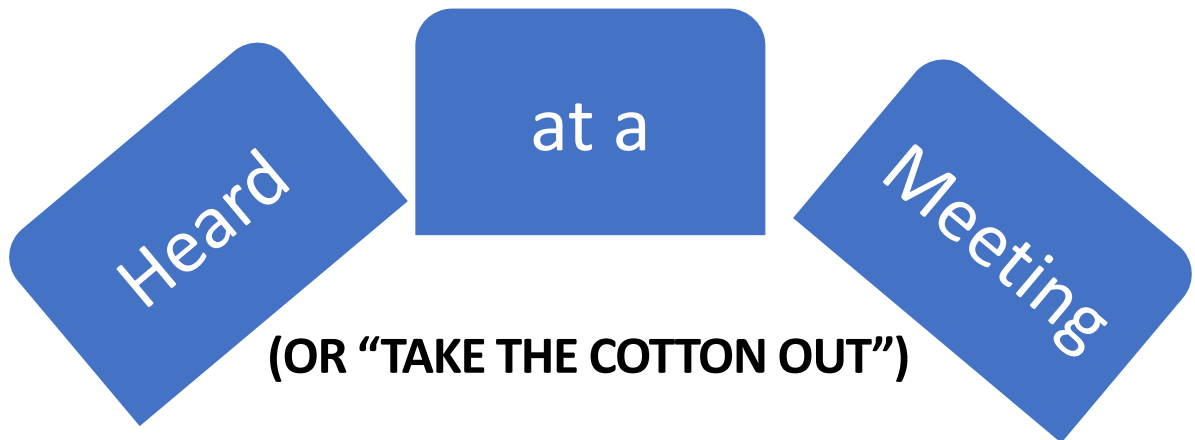 Heard
at a
Meeting
(OR “TAKE THE COTTON OUT”)